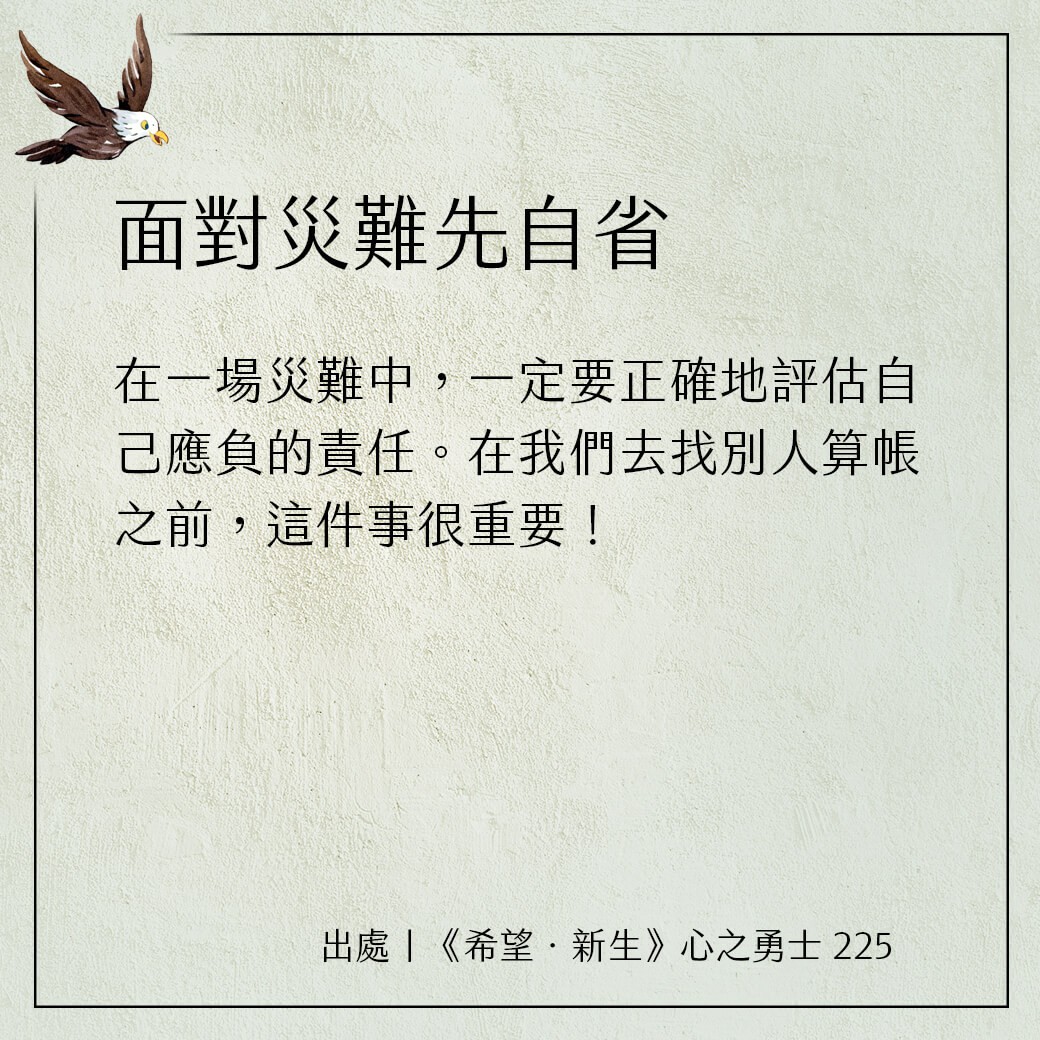 面對災難先自省
在一場災難中，一定要正確地評估自
己應負的責任。在我們去找別人算帳
之前，這件事很重要！
出處｜《希望．新生》心之勇士 225